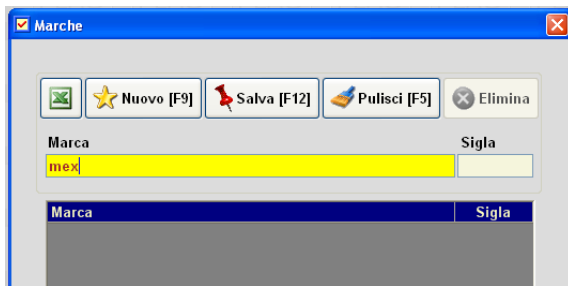 Marche
Nuovo [F9] Salva [F12] Pulisci [F5] Elimina
Marca Sigla
mex
Marca Sigla